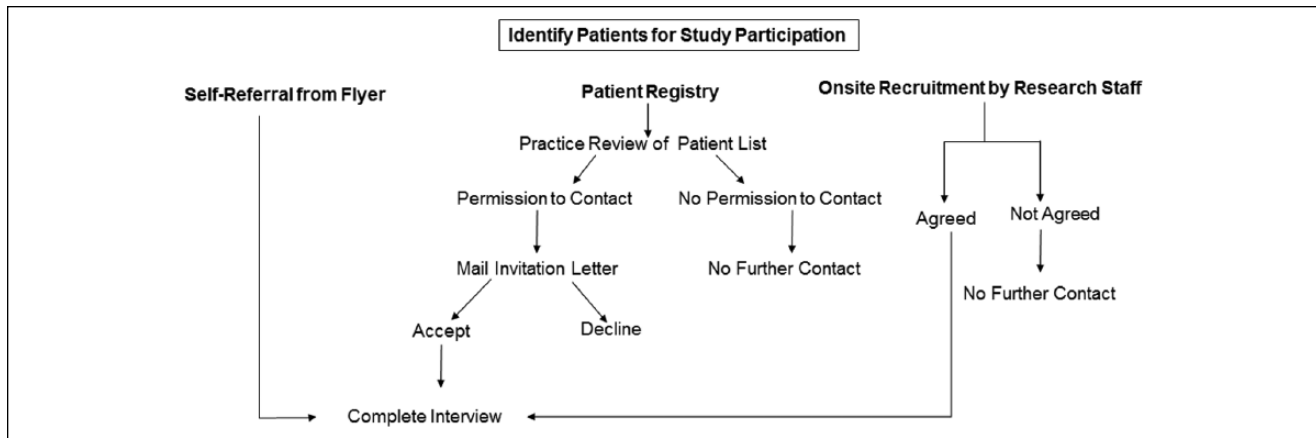 Identify Patients for Study Participation
Self-Referral from Flyer
Patient Registry
Onsite Recruitment by Research Staff
Practice Review of Patient List
Permission to Contact
No Permission to Contact
Agreed
Not Agreed
Mail Invitation Letter
No Further Contact
No Further Contact
Accept
Decline
Complete Interview